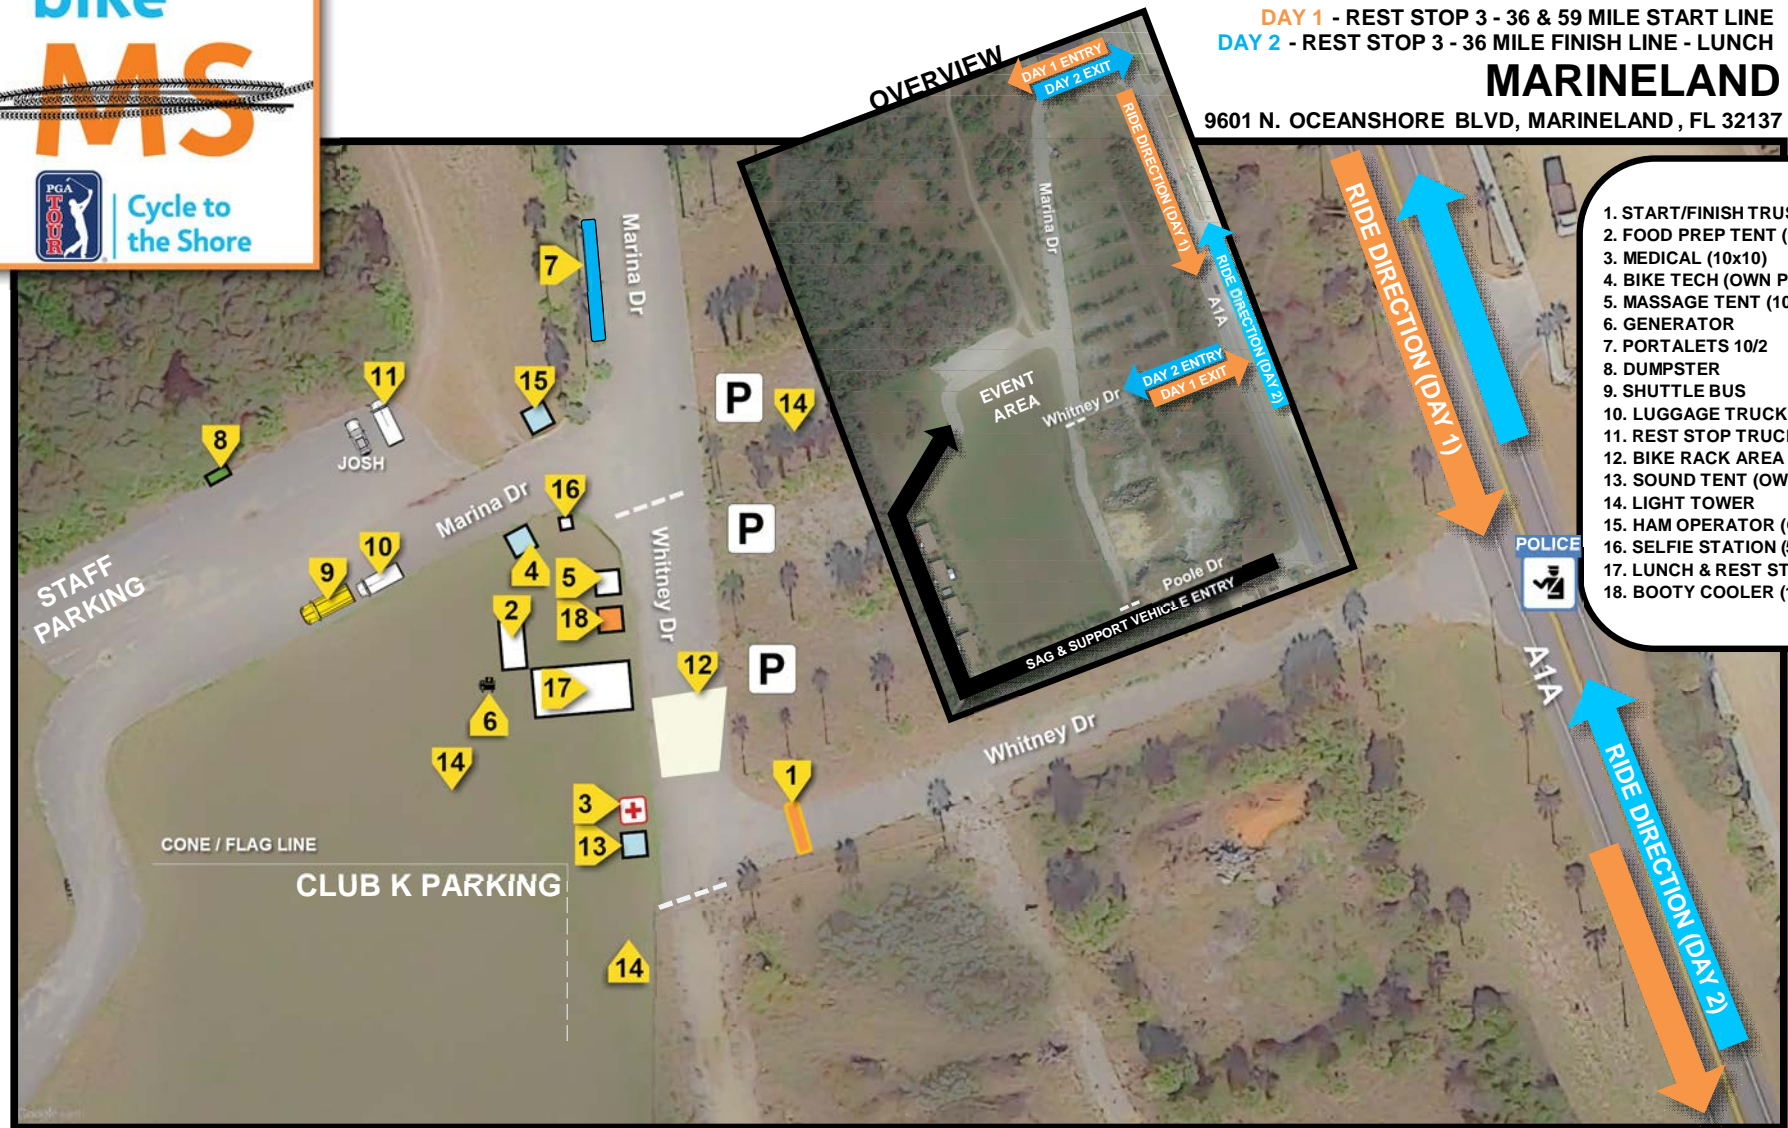 bike
MS
PGA
TOUR
Cycle to
the Shore
DAY 1 - REST STOP 3 - 36 & 59 MILE START LINE
DAY 2 - REST STOP 3 - 36 MILE FINISH LINE - LUNCH
MARINELAND
9601 N. OCEANSHORE BLVD, MARINELAND, FL 32137
OVERVIEW
DAY 1 ENTRY
DAY 2 EXIT
RIDE DIRECTION (DAY 1)
RIDE DIRECTION (DAY 2)
Marina Dr
A1A
EVENT
AREA
DAY 2 ENTRY
DAY 1 EXIT
Whitney Dr
Poole Dr
SAG & SUPPORT VEHICLE ENTRY
1. START/FINISH TRUS
2. FOOD PREP TENT (
3. MEDICAL (10x10)
4. BIKE TECH (OWN P
5. MASSAGE TENT (10
6. GENERATOR
7. PORTALETS 10/2
8. DUMPSTER
9. SHUTTLE BUS
10. LUGGAGE TRUCK
11. REST STOP TRUC
12. BIKE RACK AREA
13. SOUND TENT (OW
14. LIGHT TOWER
15. HAM OPERATOR (
16. SELFIE STATION (
17. LUNCH & REST ST
18. BOOTY COOLER (
RIDE DIRECTION (DAY 1)
POLICE
A1A
RIDE DIRECTION (DAY 2)
7
Marina Dr
11
15
P
14
8
JOSH
16
Marina Dr
P
10
Whitney Dr
STAFF
PARKING
9
4
5
2
18
12
P
17
6
Whitney Dr
14
1
3
13
CONE / FLAG LINE
CLUB K PARKING
14